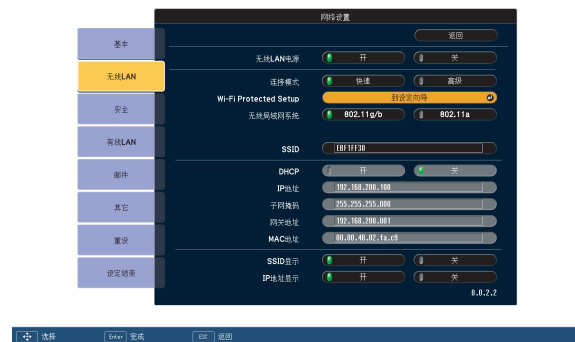 网络设置
返回
基本
无线LAN电源 开 关
无线LAN
连接模式 快速 高级
Wi-Fi Protected Setup 到设定向导
安全
无线局域网系统 802.11g/b 802.11a
有线LAN
SSID EBF1FF30
DHCP 开 关
邮件
IP地址 192.168.200.100
子网掩码 255.255.255.000
其它
网关地址 192.168.200.001
MAC地址 00.00.48.02.fa.c9
重设
SSID显示 开 关
设定结束
IP地址显示 开 关
0.0.2.2
选择 Enter 完成 ESC 返回